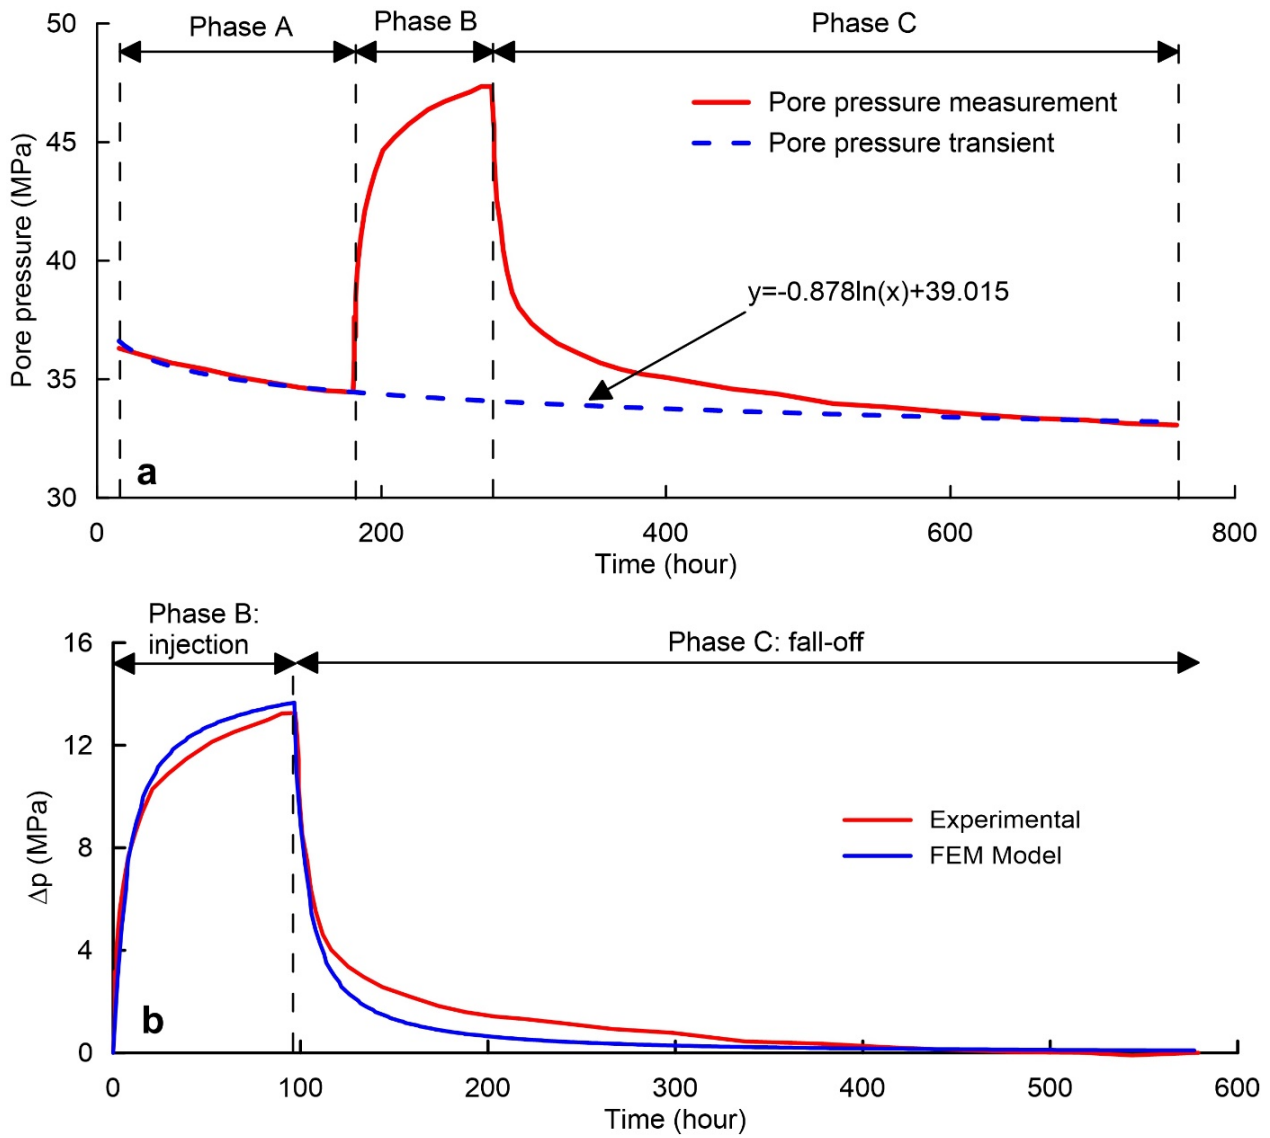 50
Phase A
Phase B
Phase C
45
40
35
30
Pore pressure (MPa)
Pore pressure measurement
Pore pressure transient
y=-0.878ln(x)+39.015
a
0
200
400
600
800
Time (hour)
Phase B:
injection
Phase C: fall-off
16
12
8
4
0
Δp (MPa)
Experimental
FEM Model
b
0
100
200
300
400
500
600
Time (hour)